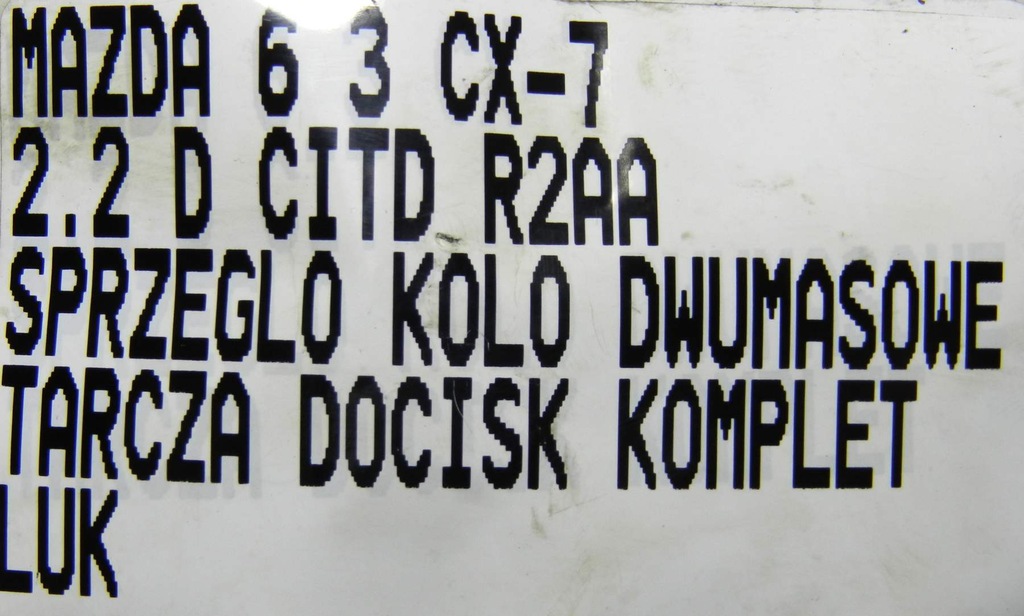 MAZDA 6 3 CX-7
2.2 D CITD R2AA
SPRZEGLO KOLO DWUMASOWE
TARCZA DOCISK KOMPLET
LUK